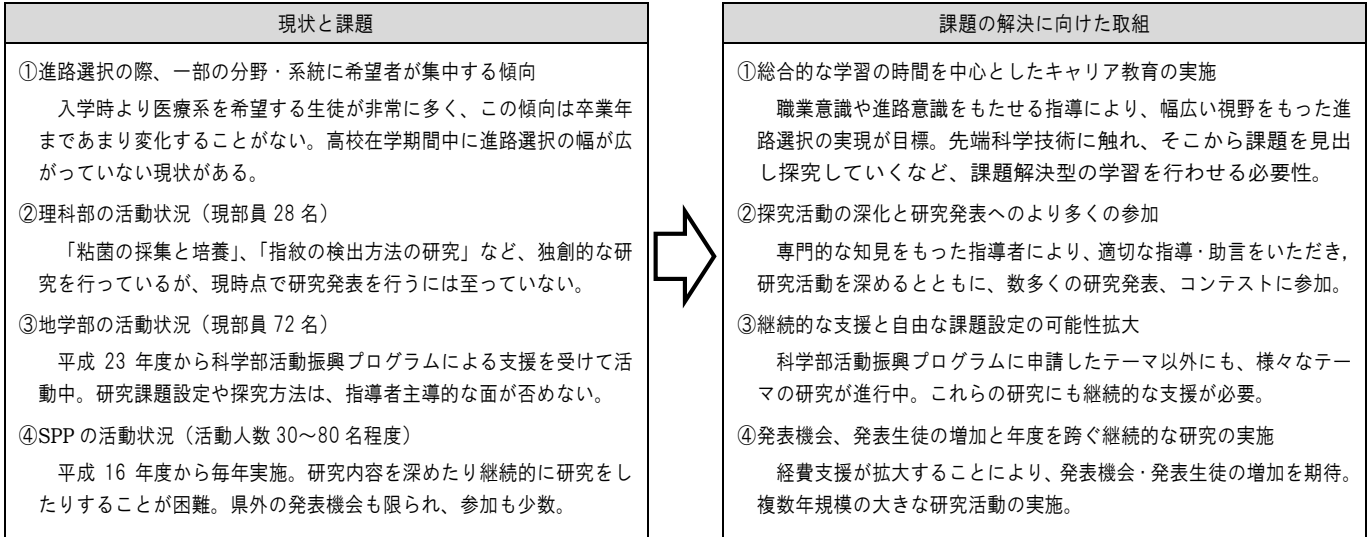 現状と課題
①進路選択の際、一部の分野・系統に希望者が集中する傾向
入学時より医療系を希望する生徒が非常に多く、この傾向は卒業年
まであまり変化することがない。高校在学期間中に進路選択の幅が広
がっていない現状がある。
②理科部の活動状況（現部員 28 名）
「粘菌の採集と培養」、「指紋の検出方法の研究」など、独創的な研
究を行っているが、現時点で研究発表を行うには至っていない。
③地学部の活動状況（現部員 72 名）
平成 23 年度から科学部活動振興プログラムによる支援を受けて活
動中。研究課題設定や探究方法は、指導者主導的な面が否めない。
④SPP の活動状況（活動人数 30～80 名程度）
平成 16 年度から毎年実施。研究内容を深めたり継続的に研究をし
たりすることが困難。県外の発表機会も限られ、参加も少数。
課題の解決に向けた取組
①総合的な学習の時間を中心としたキャリア教育の実施
職業意識や進路意識をもたせる指導により、幅広い視野をもった進
路選択の実現が目標。先端科学技術に触れ、そこから課題を見出
し探究していくなど、課題解決型の学習を行わせる必要性。
②探究活動の深化と研究発表へのより多くの参加
専門的な知見をもった指導者により、適切な指導・助言をいただき,
研究活動を深めるとともに、数多くの研究発表、コンテストに参加。
③継続的な支援と自由な課題設定の可能性拡大
科学部活動振興プログラムに申請したテーマ以外にも、様々なテー
マの研究が進行中。これらの研究にも継続的な支援が必要。
④発表機会、発表生徒の増加と年度を跨ぐ継続的な研究の実施
経費支援が拡大することにより、発表機会・発表生徒の増加を期待。
複数年規模の大きな研究活動の実施。